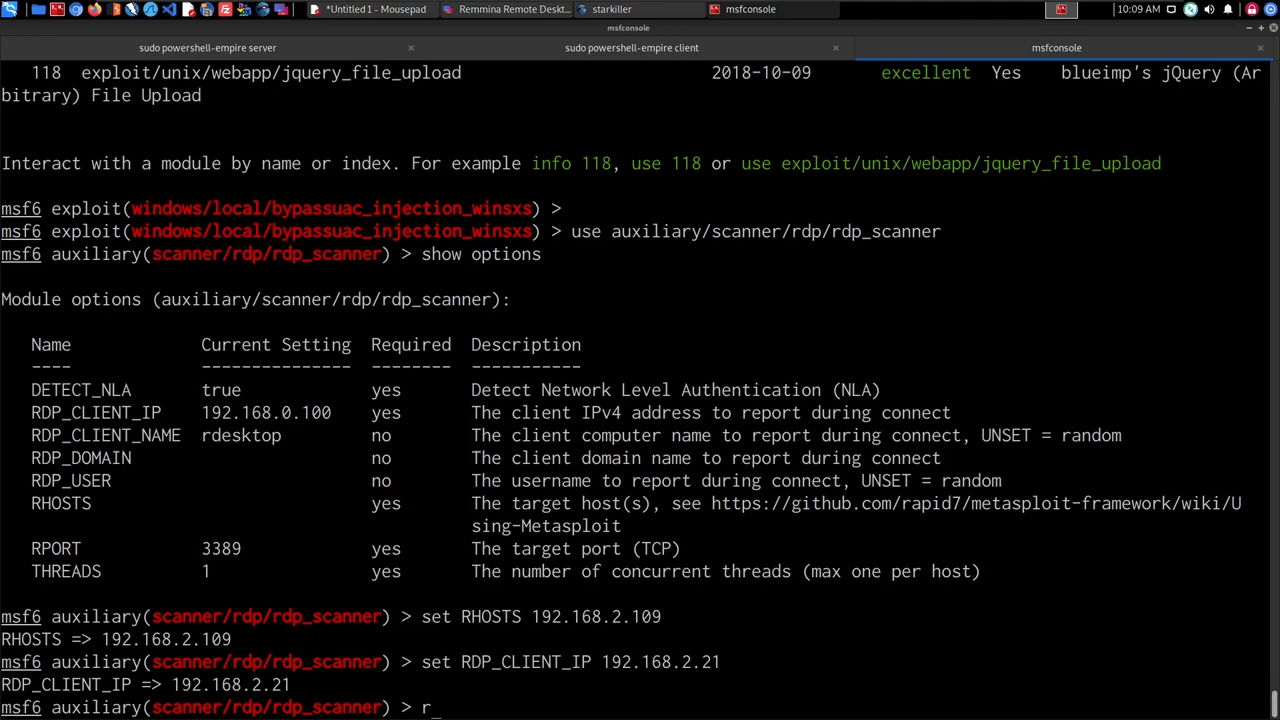 *Untitled 1 - Mousepad
Remmina Remote Deskt...
starkiller
msfconsole
10:09 AM
msfconsole
sudo powershell-empire server
sudo powershell-empire client
msfconsole
118  exploit/unix/webapp/jquery_file_upload  2018-10-09  excellent  Yes  blueimp's jQuery (Ar
bitrary) File Upload
Interact with a module by name or index. For example info 118, use 118 or use exploit/unix/webapp/jquery_file_upload
msf6 exploit(windows/local/bypassuac_injection_winsxs) >
msf6 exploit(windows/local/bypassuac_injection_winsxs) > use auxiliary/scanner/rdp/rdp_scanner
msf6 auxiliary(scanner/rdp/rdp_scanner) > show options
Module options (auxiliary/scanner/rdp/rdp_scanner):
Name  Current Setting  Required  Description
----  ---------------  --------  -----------
DETECT_NLA  true  yes  Detect Network Level Authentication (NLA)
RDP_CLIENT_IP  192.168.0.100  yes  The client IPv4 address to report during connect
RDP_CLIENT_NAME  rdesktop  no  The client computer name to report during connect, UNSET = random
RDP_DOMAIN  no  The client domain name to report during connect
RDP_USER  no  The username to report during connect, UNSET = random
RHOSTS  yes  The target host(s), see https://github.com/rapid7/metasploit-framework/wiki/U
sing-Metasploit
RPORT  3389  yes  The target port (TCP)
THREADS  1  yes  The number of concurrent threads (max one per host)
msf6 auxiliary(scanner/rdp/rdp_scanner) > set RHOSTS 192.168.2.109
RHOSTS => 192.168.2.109
msf6 auxiliary(scanner/rdp/rdp_scanner) > set RDP_CLIENT_IP 192.168.2.21
RDP_CLIENT_IP => 192.168.2.21
msf6 auxiliary(scanner/rdp/rdp_scanner) > r_